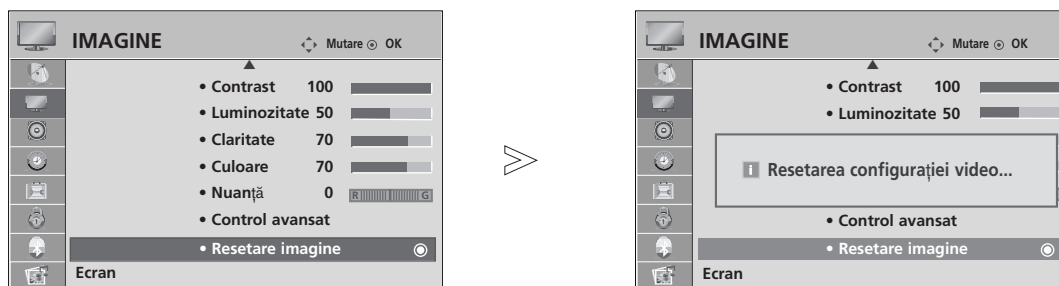 IMAGINE Mutare OK
• Contrast 100
• Luminozitate 50
• Claritate 70
• Culoare 70
• Nuanță 0 R G
• Control avansat
• Resetare imagine
Ecran
IMAGINE Mutare OK
• Contrast 100
• Luminozitate 50
i Resetarea configurației video...
• Control avansat
• Resetare imagine
Ecran